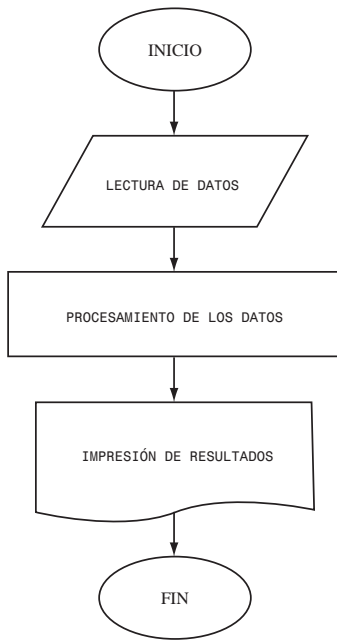 INICIO
LECTURA DE DATOS
PROCESAMIENTO DE LOS DATOS
IMPRESIÓN DE RESULTADOS
FIN